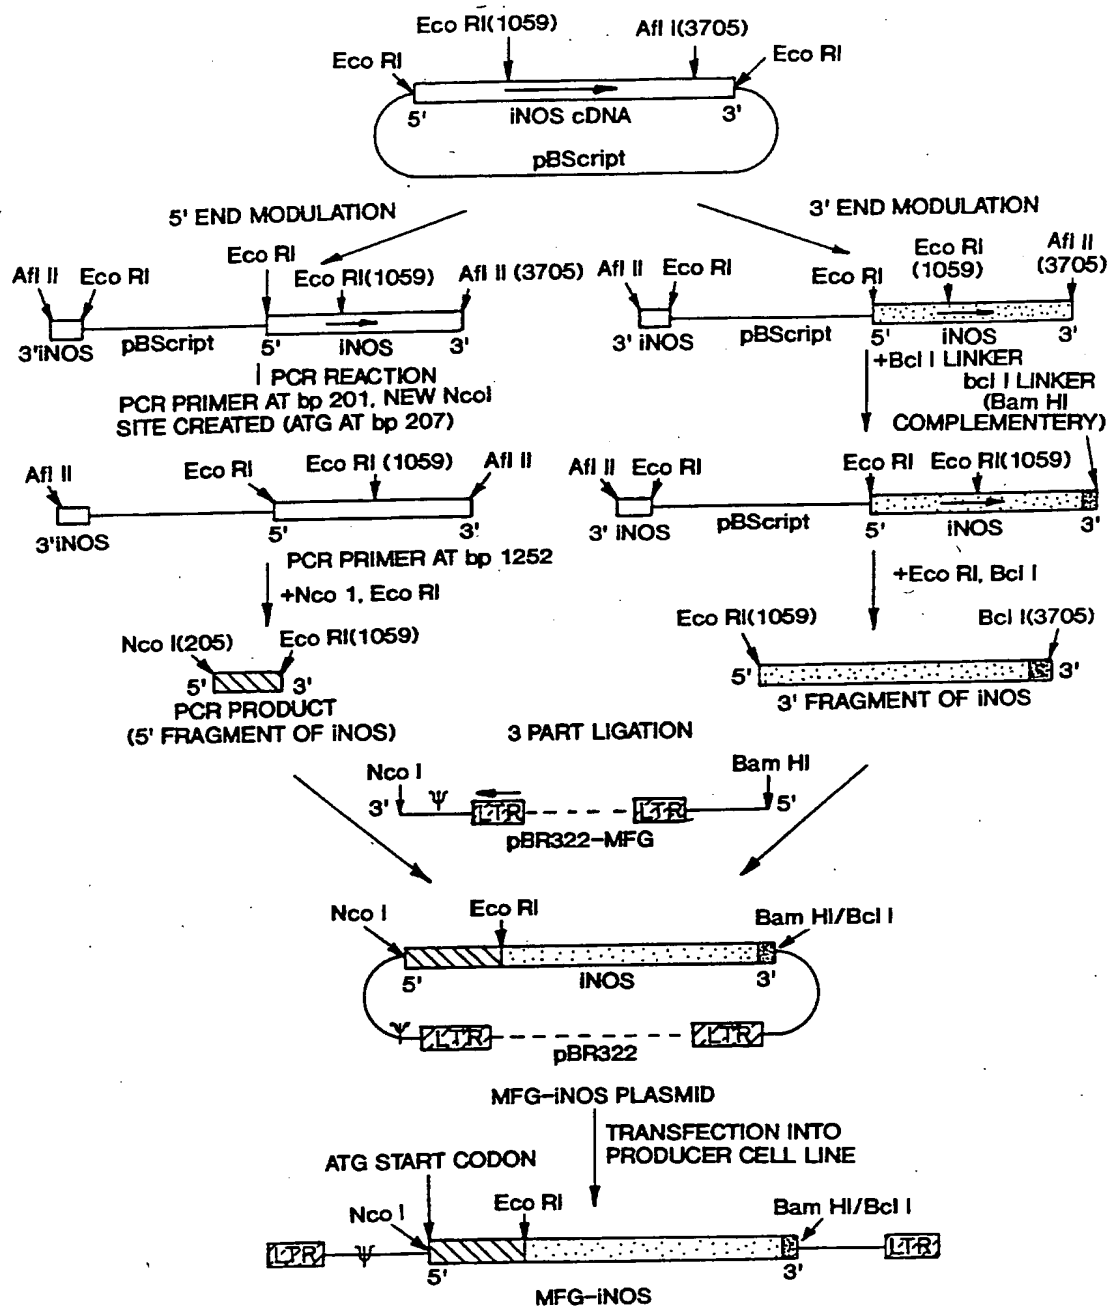 Eco RI(1059)
Afl I(3705)
Eco RI
Eco RI
5'
iNOS cDNA
3'
pBScript
5' END MODULATION
3' END MODULATION
Eco RI
Afl II
Eco RI
Eco RI(1059)
Afl II (3705)
3'iNOS
pBScript
5'
iNOS
3'
Afl II
Eco RI
Eco RI
Eco RI
(1059)
Afl II
(3705)
3' iNOS
pBScript
5'
iNOS
3'
PCR REACTION
PCR PRIMER AT bp 201, NEW NcoI
SITE CREATED (ATG AT bp 207)
+Bcl I LINKER
bcl I LINKER
(Bam HI
COMPLEMENTERY)
Afl II
Eco RI
Eco RI (1059)
Afl II
3'iNOS
5'
3'
PCR PRIMER AT bp 1252
Afl II
Eco RI
Eco RI
Eco RI(1059)
3' iNOS
pBScript
5'
iNOS
3'
+Nco 1, Eco RI
+Eco RI, Bcl I
Nco I(205)
Eco RI(1059)
5'
3'
PCR PRODUCT
(5' FRAGMENT OF iNOS)
Eco RI(1059)
Bcl I(3705)
5'
3'
3' FRAGMENT OF iNOS
3 PART LIGATION
Nco I
Bam HI
3'
Ψ
LTR
LTR
5'
pBR322-MFG
Nco I
Eco RI
Bam HI/Bcl I
5'
iNOS
3'
Ψ
LTR
LTR
pBR322
MFG-iNOS PLASMID
TRANSFECTION INTO
PRODUCER CELL LINE
ATG START CODON
Nco I
Eco RI
Bam HI/Bcl I
LTR
Ψ
LTR
5'
3'
MFG-iNOS